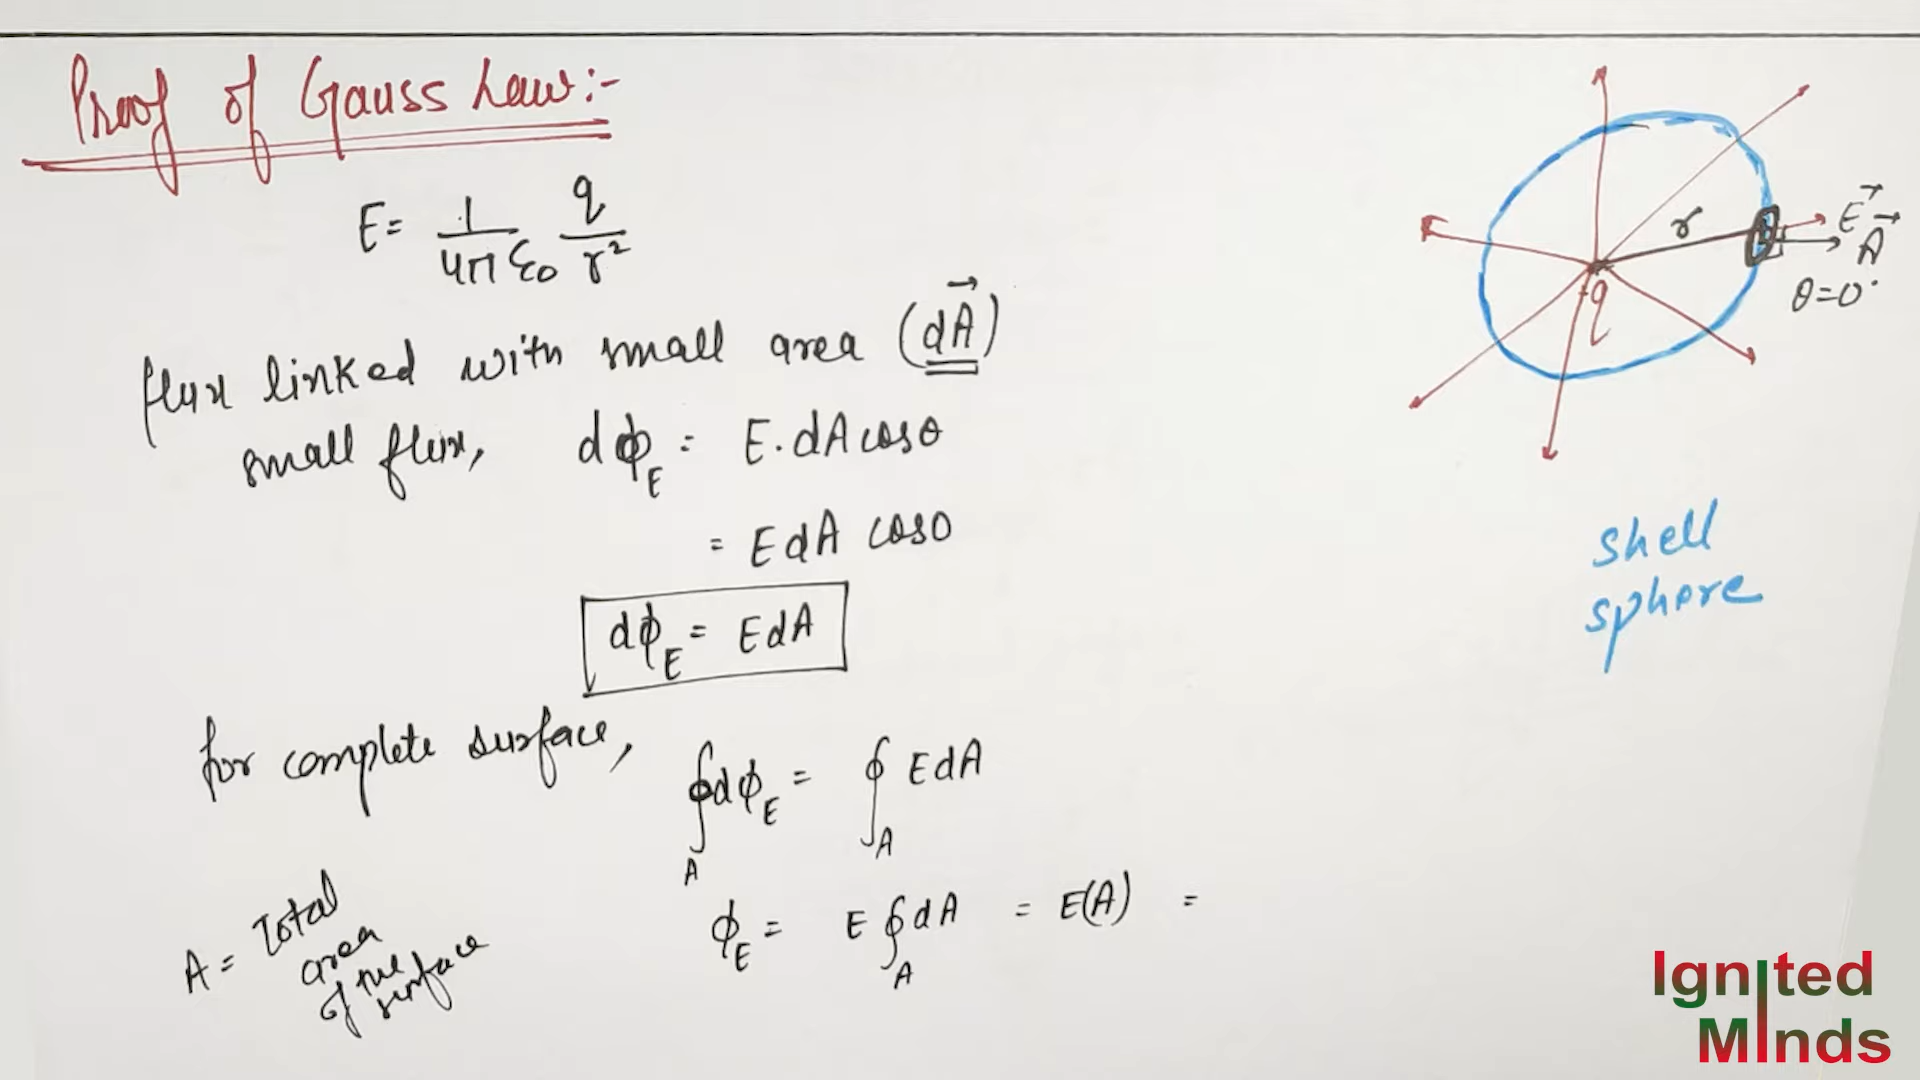 Proof of Gauss Law:-
E = 1/4πε₀ q/r²
flux linked with small area (dA⃗)
small flux, dϕ_E = E.dA cosθ
= EdA cos0
dϕ_E = EdA
for complete surface, ∮_A dϕ_E = ∮_A EdA
ϕ_E = E ∮_A dA = E(A) =
A = Total
area
of the
surface
r
E⃗
A⃗
θ=0°
+q
shell
sphere
Ignited
Minds